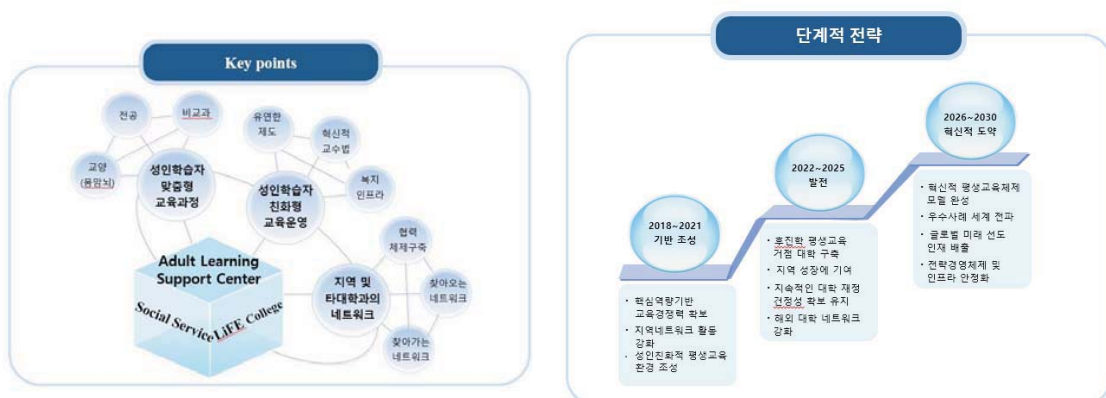 Key points
전공
비교과
교양
(몸맘뇌)
성인학습자
맞춤형
교육과정
유연한
제도
혁신적
교수법
복지
인프라
성인학습자
친화형
교육운영
협력
체제구축
찾아오는
네트워크
찾아가는
네트워크
지역 및
타대학과의
네트워크
Adult Learning
Support Center
Social Service
LiFE College
단계적 전략
2018~2021
기반 조성
• 핵심역량기반
교육경쟁력 확보
• 지역네트워크 활동
강화
• 성인친화적 평생교육
환경 조성
2022~2025
발전
• 후진학 평생교육
거점 대학 구축
• 지역 성장에 기여
• 지속적인 대학 재정
건정성 확보 유지
• 해외 대학 네트워크
강화
2026~2030
혁신적 도약
• 혁신적 평생교육체제
모델 완성
• 우수사례 세계 전파
• 글로벌 미래 선도
인재 배출
• 전략경영체제 및
인프라 안정화